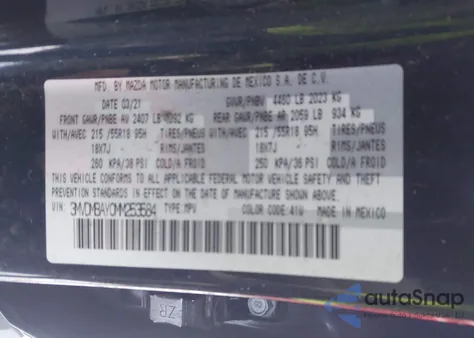 MFD. BY MAZDA MOTOR MANUFACTURING DE MEXICO S.A. DE C.V.
DATE 03/21 GVWR/PNBV 4460 LB 2023 KG
FRONT GAWR/PNBE AV 2407 LB 1092 KG REAR GAWR/PNBE AR 2059 LB 934 KG
WITH/AVEC 215/55R18 95H TIRES/PNEUS WITH/AVEC 215/55R18 95H TIRES/PNEUS
18X7J RIMS/JANTES 18X7J RIMS/JANTES
250 KPA/36 PSI COLD/A FROID 250 KPA/36 PSI COLD/A FROID
THIS VEHICLE CONFORMS TO ALL APPLICABLE FEDERAL MOTOR VEHICLE SAFETY, BUMPER, AND THEFT
PREVENTION STANDARDS IN EFFECT ON THE DATE OF MANUFACTURE SHOWN ABOVE.
VIN: 3MVDMBAY0MM253584 TYPE:MPV COLOR CODE:41U MADE IN MEXICO
ZR
autoSnap